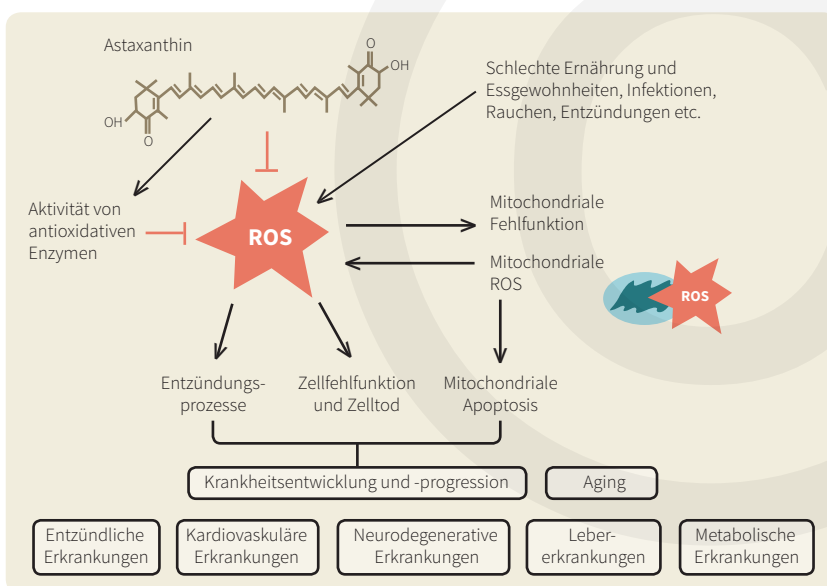 Astaxanthin
O
OH
OH
O
Schlechte Ernährung und
Essgewohnheiten, Infektionen,
Rauchen, Entzündungen etc.
Aktivität von
antioxidativen
Enzymen
ROS
Mitochondriale
Fehlfunktion
Mitochondriale
ROS
ROS
Entzündungs-
prozesse
Zellfehlfunktion
und Zelltod
Mitochondriale
Apoptosis
Krankheitsentwicklung und -progression
Aging
Entzündliche
Erkrankungen
Kardiovaskuläre
Erkrankungen
Neurodegenerative
Erkrankungen
Leber-
erkrankungen
Metabolische
Erkrankungen